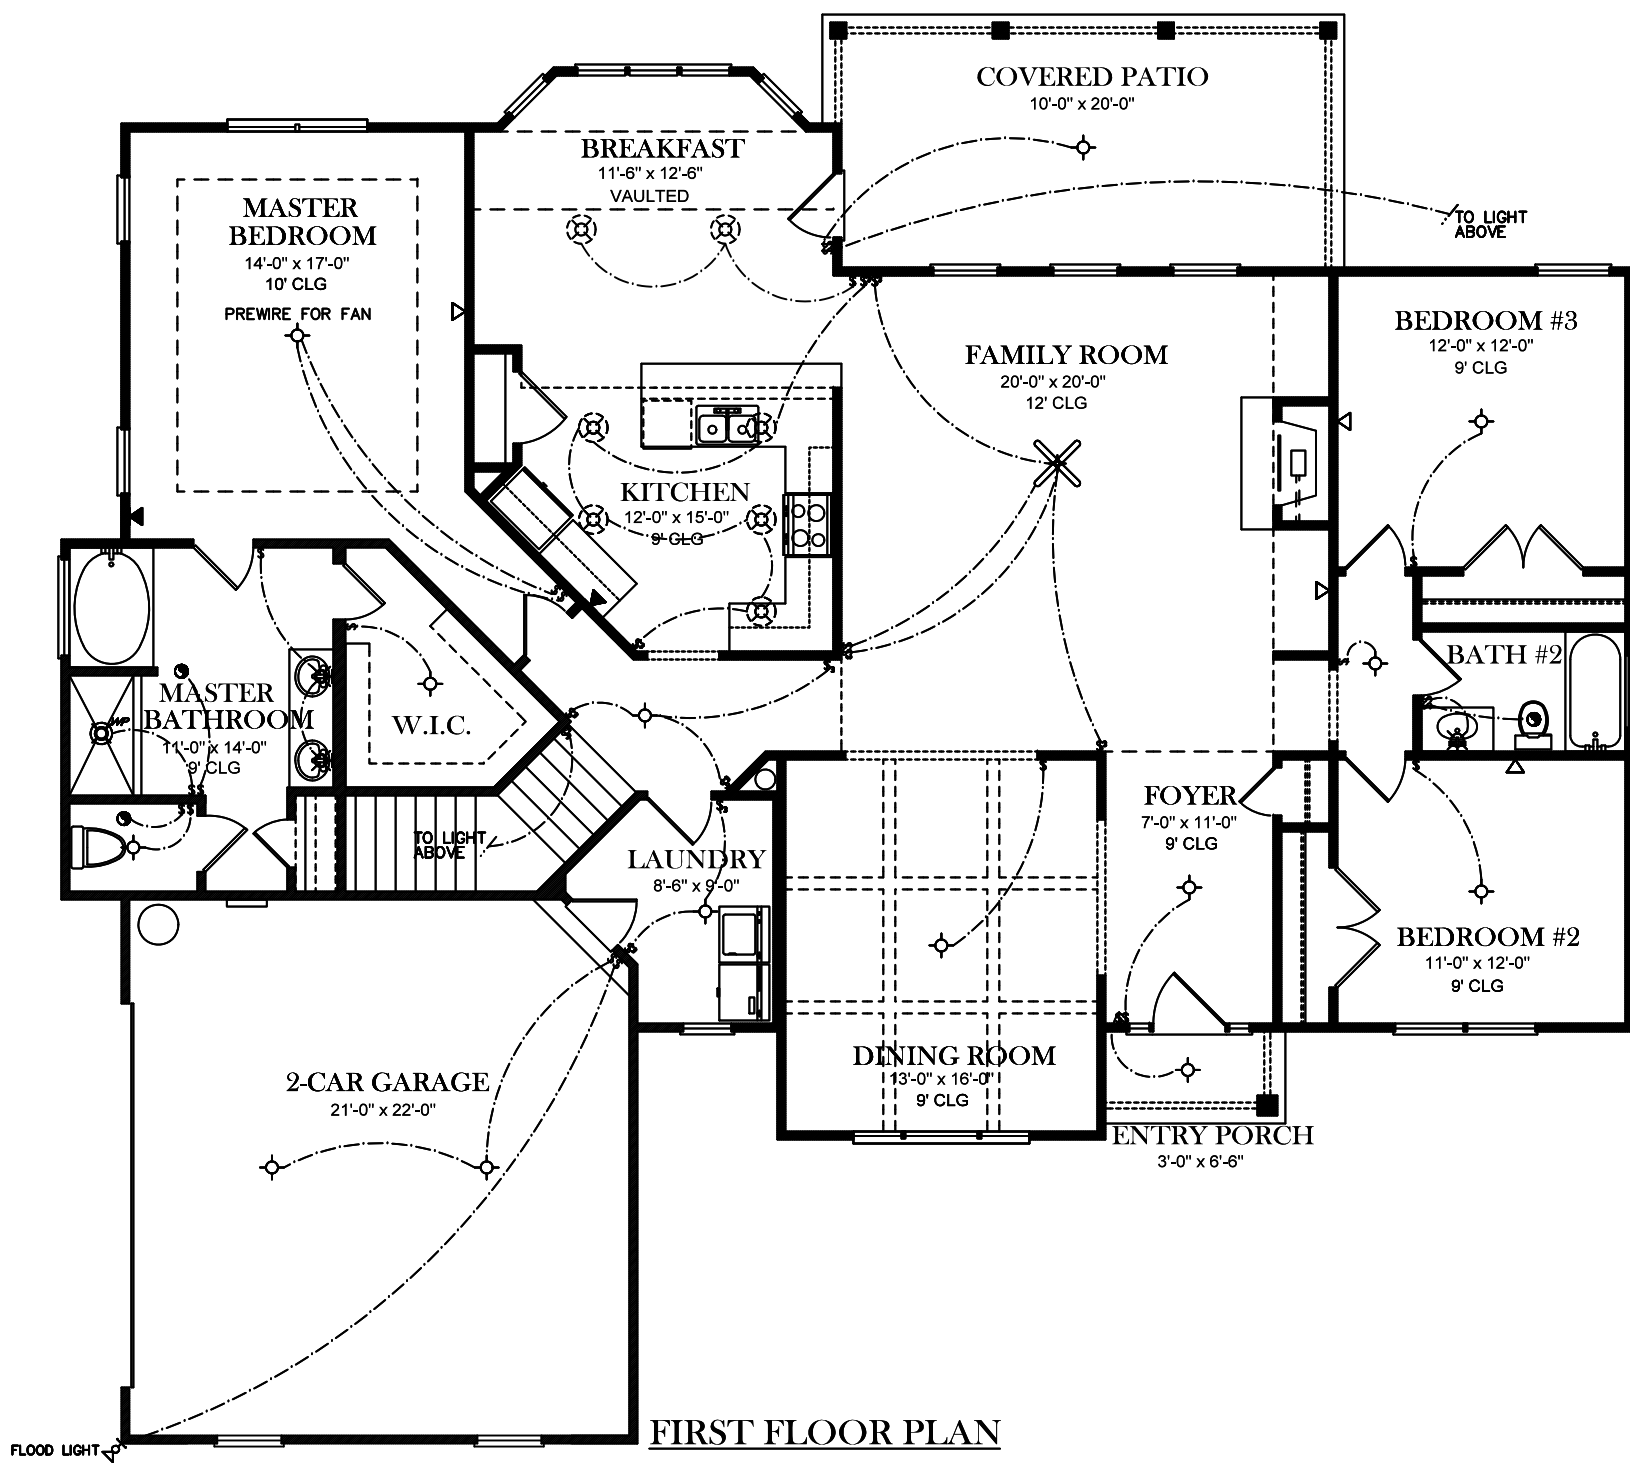 COVERED PATIO
10'-0" x 20'-0"
BREAKFAST
11'-6" x 12'-6"
VAULTED
MASTER
BEDROOM
14'-0" x 17'-0"
10' CLG
PREWIRE FOR FAN
TO LIGHT
ABOVE
BEDROOM #3
12'-0" x 12'-0"
9' CLG
FAMILY ROOM
20'-0" x 20'-0"
12' CLG
KITCHEN
12'-0" x 15'-0"
9' CLG
BATH #2
MASTER
BATHROOM
11'-0" x 14'-0"
9' CLG
WP
W.I.C.
TO LIGHT
ABOVE
LAUNDRY
8'-6" x 9'-0"
FOYER
7'-0" x 11'-0"
9' CLG
BEDROOM #2
11'-0" x 12'-0"
9' CLG
DINING ROOM
13'-0" x 16'-0"
9' CLG
2-CAR GARAGE
21'-0" x 22'-0"
ENTRY PORCH
3'-0" x 6'-6"
FIRST FLOOR PLAN
FLOOD LIGHT